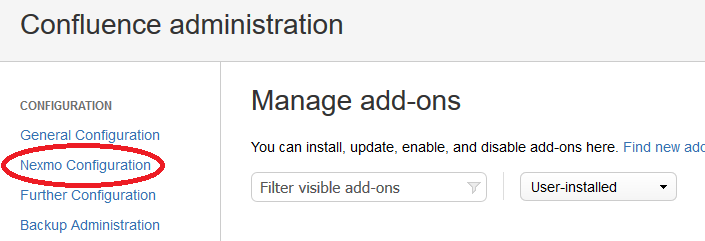 Confluence administration
CONFIGURATION
General Configuration
Nexmo Configuration
Further Configuration
Backup Administration
Manage add-ons
You can install, update, enable, and disable add-ons here. Find new add
Filter visible add-ons
User-installed